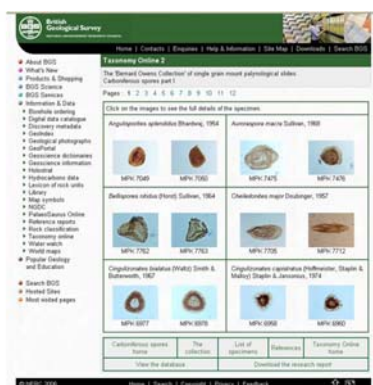 British
Geological Survey
Home | Contacts | Enquiries | Help & Information | Site Map | Downloads | Search BGS
About BGS
What's New
Products & Shopping
BGS Science
BGS Services
Information & Data
Borehole ordering
Digital data catalogue
Discovery metadata
GeoIndex
Geological photographs
GeoPortal
Geoscience dictionaries
Geoscience information
Holostrat
Hydrocarbons data
Lexicon of rock units
Library
Map symbols
NGDC
PalaeoSaurus Online
Reference reports
Rock classification
Taxonomy online
Water watch
World maps
Popular Geology
and Education
Search BGS
Hosted Sites
Most visited pages
Taxonomy Online 2
The 'Bernard Owens Collection' of single grain mount palynological slides:
Carboniferous spores part I
Pages : 1 2 3 4 5 6 7 8 9 10 11 12
Click on the images to see the full details of the specimen.
Anguisporites splendidus Bhardwaj, 1954
MPK 7049 MPK 7050
Auroraspora macra Sullivan, 1968
MPK 7475 MPK 7476
Bellispores nitidus (Horst) Sullivan, 1964
MPK 7762 MPK 7763
MPK 7705 MPK 7712
Cingulizonates bialatus (Waltz) Smith &
Butterworth, 1967
MPK 6977 MPK 6978
Cingulizonates capistratus (Hoffmeister, Staplin &
Malloy) Staplin & Jansonius, 1974
MPK 6959 MPK 6960
Carboniferous spores
home
The
collection
List of
specimens
References
Taxonomy Online
home
View the database
Download the research report
© NERC 2006 Home | Search | Copyright | Privacy | Feedback